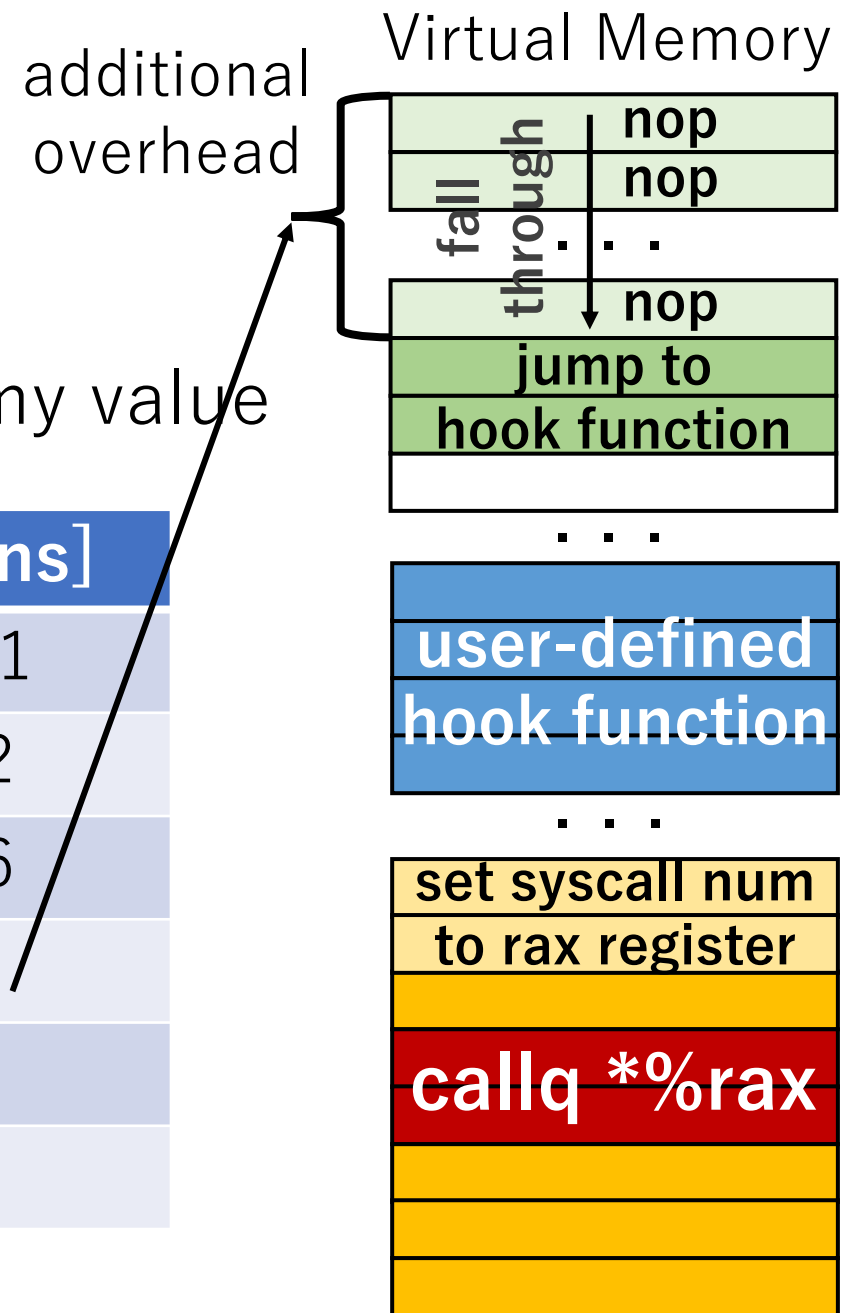 Virtual Memory
additional
overhead
nop
nop
fall
through
. . .
nop
jump to
hook function
my value
. . .
ns]
1
2
6
user-defined
hook function
. . .
set syscall num
to rax register
callq *%rax